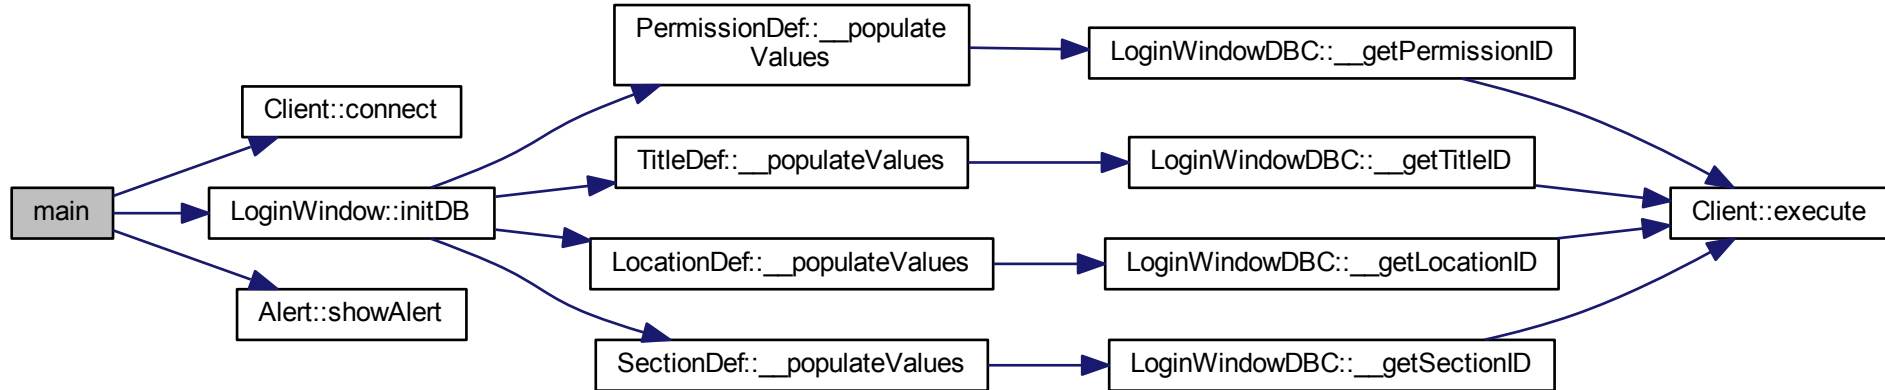 PermissionDef::__populate
Values
LoginWindowDBC::__getPermissionID
Client::connect
TitleDef::__populateValues
LoginWindowDBC::__getTitleID
main
LoginWindow::initDB
Client::execute
LocationDef::__populateValues
LoginWindowDBC::__getLocationID
Alert::showAlert
SectionDef::__populateValues
LoginWindowDBC::__getSectionID